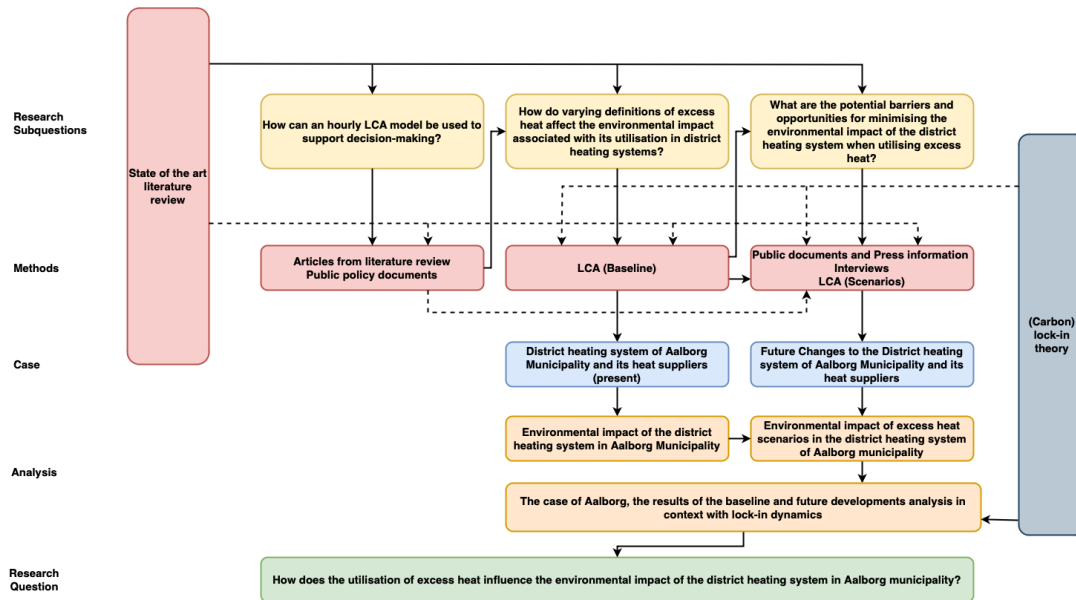 Research
Subquestions
Methods
Case
Analysis
Research
Question
State of the art
literature
review
How can an hourly LCA model be used to
support decision-making?
How do varying definitions of excess
heat affect the environmental impact
associated with its utilisation in district
heating systems?
What are the potential barriers and
opportunities for minimising the
environmental impact of the district
heating system when utilising excess
heat?
Articles from literature review
Public policy documents
LCA (Baseline)
Public documents and Press information
Interviews
LCA (Scenarios)
(Carbon)
lock-in
theory
District heating system of Aalborg
Municipality and its heat suppliers
(present)
Future Changes to the District heating
system of Aalborg Municipality and its
heat suppliers
Environmental impact of the district
heating system in Aalborg Municipality
Environmental impact of excess heat
scenarios in the district heating system
of Aalborg municipality
The case of Aalborg, the results of the baseline and future developments analysis in
context with lock-in dynamics
How does the utilisation of excess heat influence the environmental impact of the district heating system in Aalborg municipality?